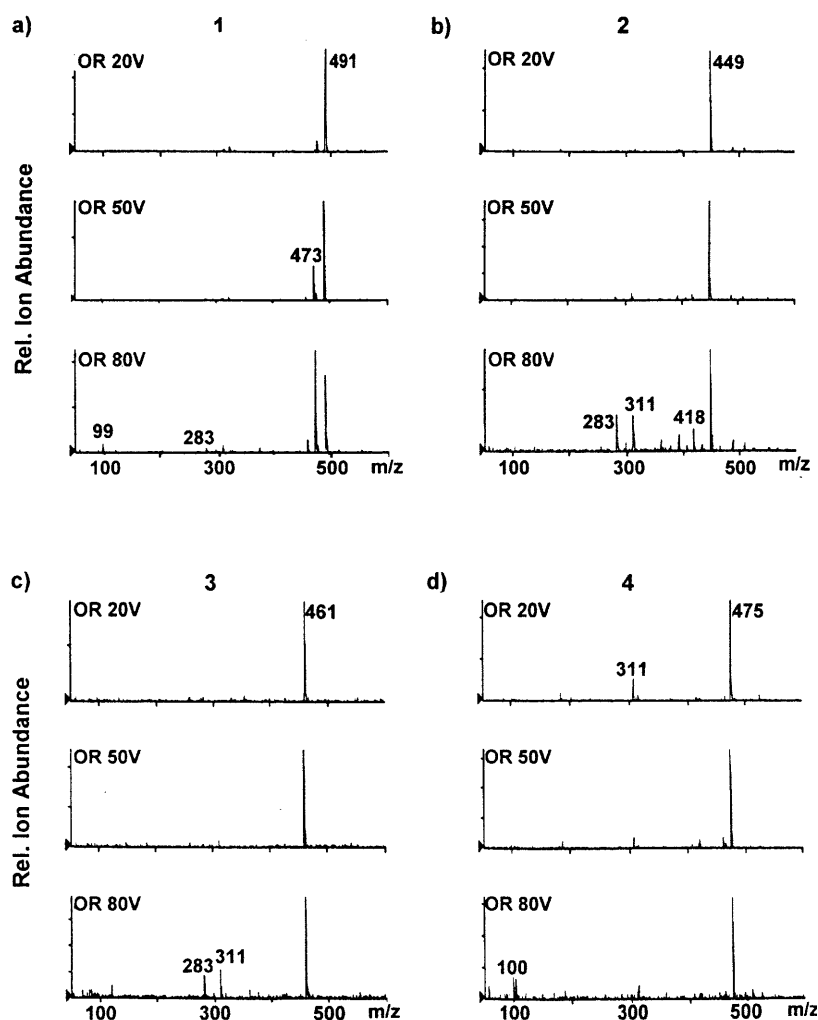 a) 1
OR 20V
491
OR 50V
473
OR 80V
99
283
100 300 500 m/z
b) 2
OR 20V
449
OR 50V
OR 80V
283
311
418
100 300 500 m/z
Rel. Ion Abundance
c) 3
OR 20V
461
OR 50V
OR 80V
283
311
100 300 500 m/z
d) 4
OR 20V
475
311
OR 50V
OR 80V
100
100 300 500 m/z
Rel. Ion Abundance